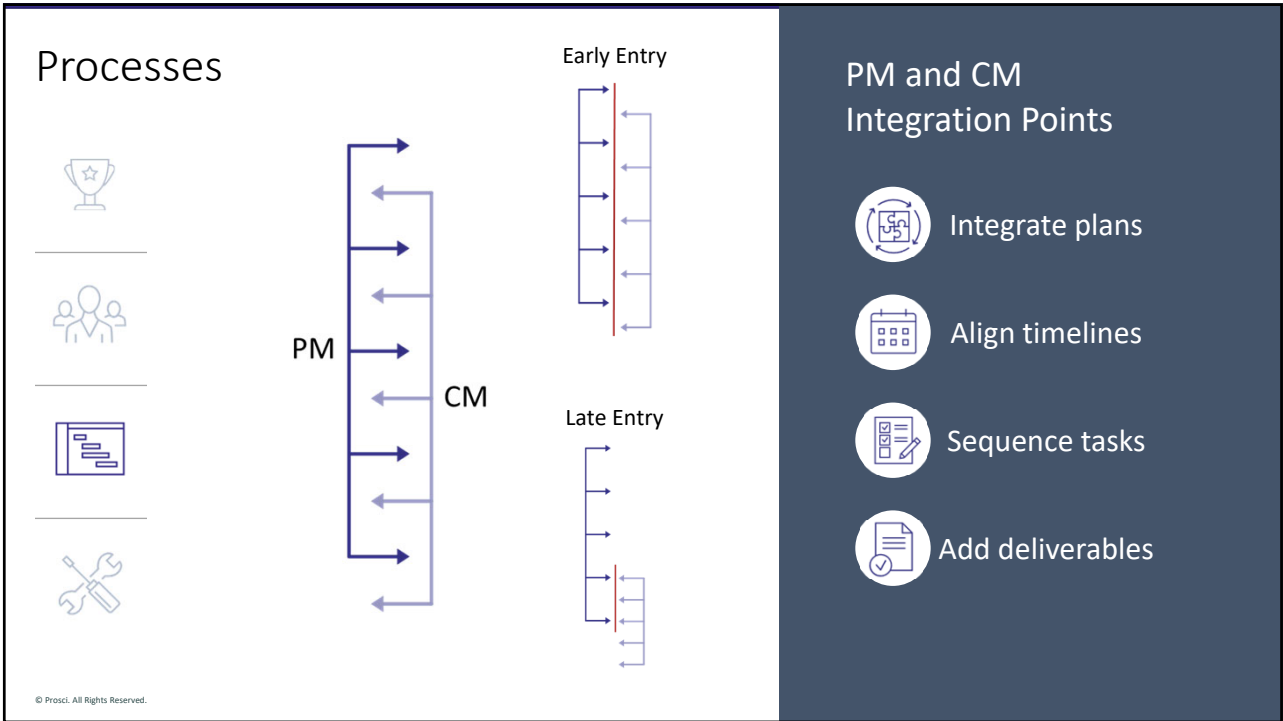 Processes
PM
CM
Early Entry
Late Entry
PM and CM
Integration Points
Integrate plans
Align timelines
Sequence tasks
Add deliverables
© Prosci. All Rights Reserved.